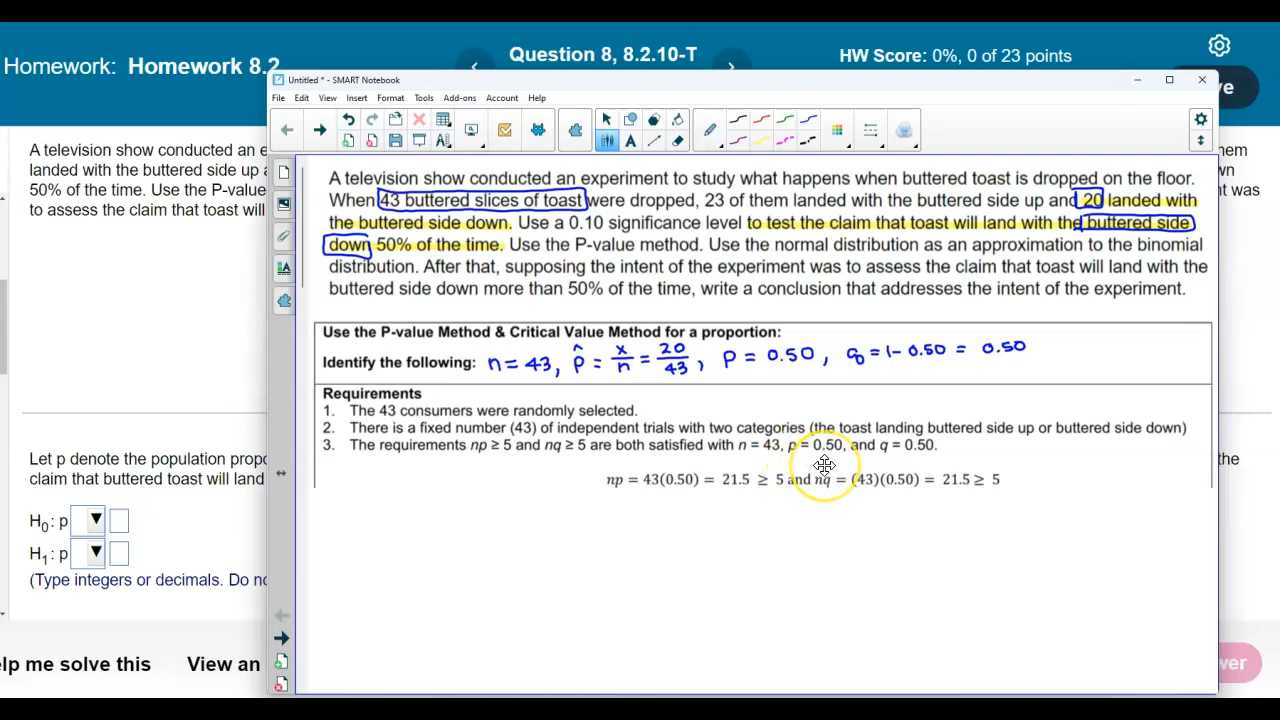 Homework: Homework 8.2
Question 8, 8.2.10-T
HW Score: 0%, 0 of 23 points
ve
Untitled * - SMART Notebook
File Edit View Insert Format Tools Add-ons Account Help
A television show conducted an e
landed with the buttered side up a
50% of the time. Use the P-value
to assess the claim that toast will
hem
wn
t was
A television show conducted an experiment to study what happens when buttered toast is dropped on the floor.
When 43 buttered slices of toast were dropped, 23 of them landed with the buttered side up and 20 landed with
the buttered side down. Use a 0.10 significance level to test the claim that toast will land with the buttered side
down 50% of the time. Use the P-value method. Use the normal distribution as an approximation to the binomial
distribution. After that, supposing the intent of the experiment was to assess the claim that toast will land with the
buttered side down more than 50% of the time, write a conclusion that addresses the intent of the experiment.
Use the P-value Method & Critical Value Method for a proportion:
Identify the following: n = 43, p̂ = x/n = 20/43, p = 0.50, q = 1 - 0.50 = 0.50
Requirements
1. The 43 consumers were randomly selected.
2. There is a fixed number (43) of independent trials with two categories (the toast landing buttered side up or buttered side down)
3. The requirements np ≥ 5 and nq ≥ 5 are both satisfied with n = 43, p = 0.50, and q = 0.50.
np = 43(0.50) = 21.5 ≥ 5 and nq = (43)(0.50) = 21.5 ≥ 5
Let p denote the population propo
claim that buttered toast will land
the
H0: p
H1: p
(Type integers or decimals. Do no
elp me solve this
View an
wer